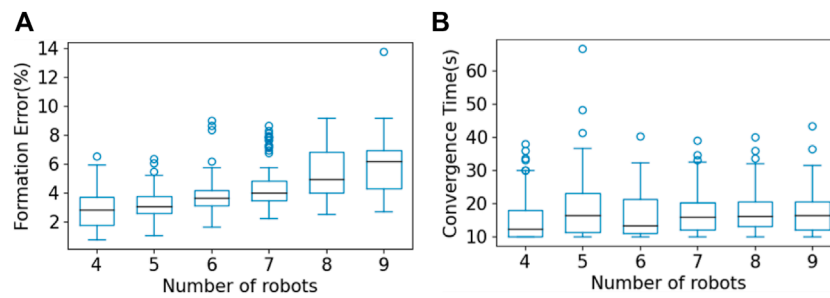 A
B
Formation Error(%)
14
12
10
8
6
4
2
4 5 6 7 8 9
Number of robots
Convergence Time(s)
60
50
40
30
20
10
4 5 6 7 8 9
Number of robots